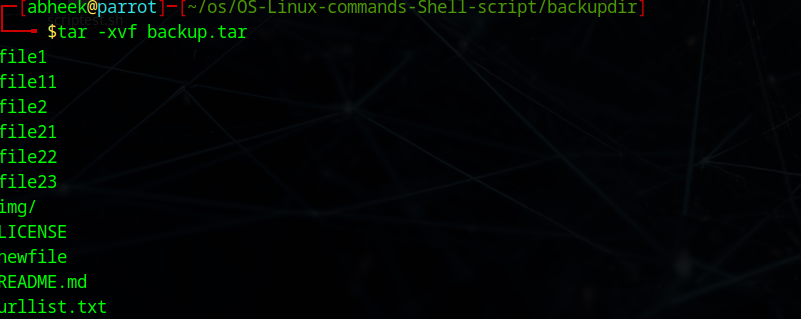 ┌─[abheek@parrot]─[~/os/OS-Linux-commands-Shell-script/backupdir]
└──╼ $tar -xvf backup.tar
file1
file11
file2
file21
file22
file23
img/
LICENSE
newfile
README.md
urllist.txt